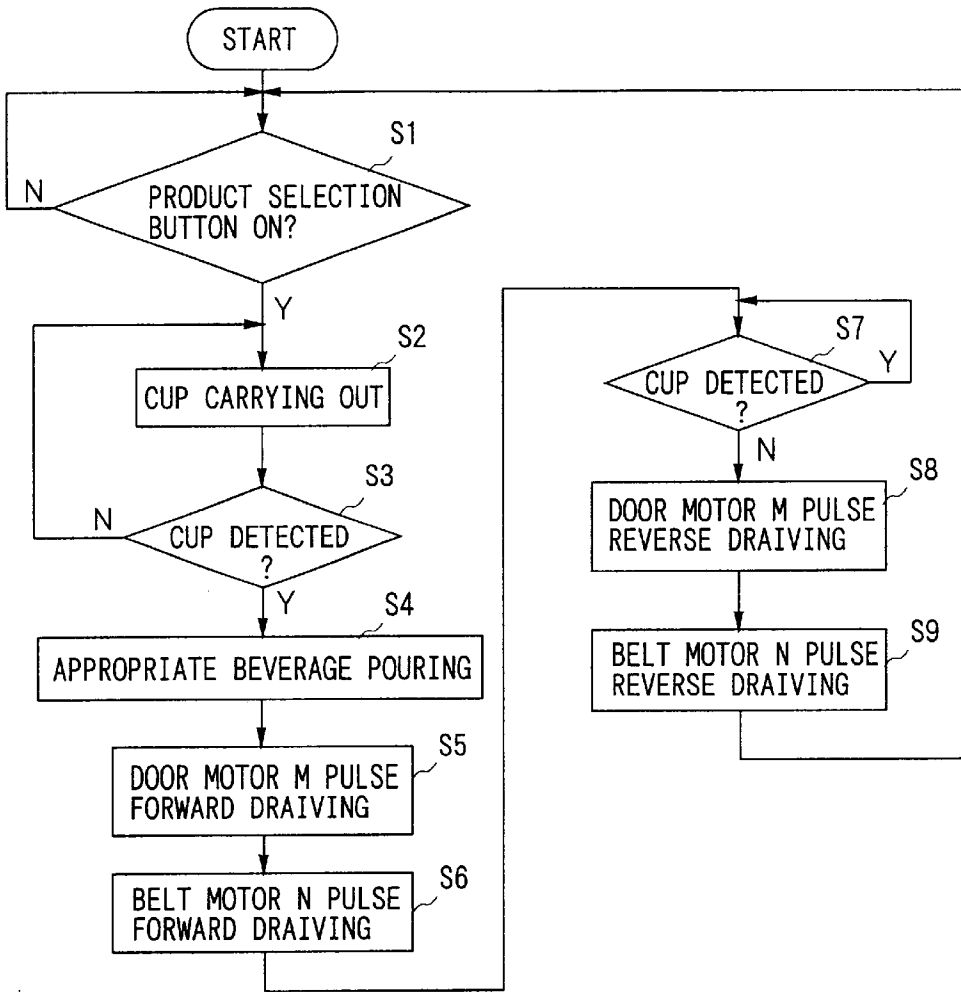 START
S1
N
PRODUCT SELECTION
BUTTON ON?
Y
S2
CUP CARRYING OUT
S3
N
CUP DETECTED
?
Y
S4
APPROPRIATE BEVERAGE POURING
S5
DOOR MOTOR M PULSE
FORWARD DRAIVING
S6
BELT MOTOR N PULSE
FORWARD DRAIVING
S7
Y
CUP DETECTED
?
N
S8
DOOR MOTOR M PULSE
REVERSE DRAIVING
S9
BELT MOTOR N PULSE
REVERSE DRAIVING